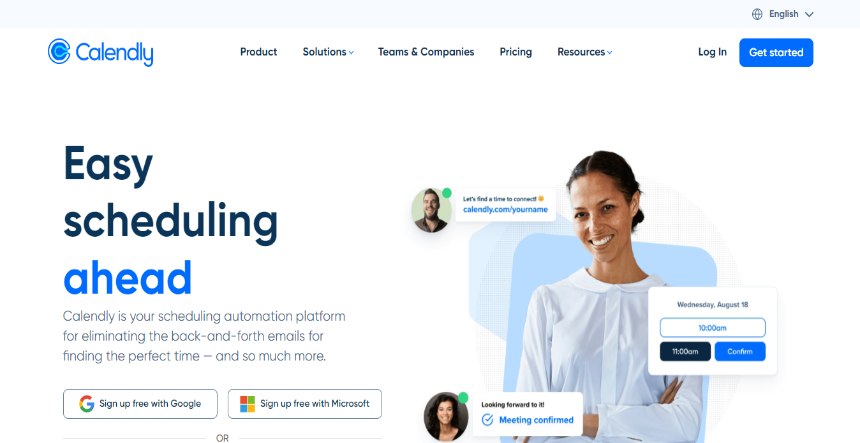 English
Calendly
Product
Solutions
Teams & Companies
Pricing
Resources
Log In
Get started
Easy
scheduling
ahead
Calendly is your scheduling automation platform
for eliminating the back-and-forth emails for
finding the perfect time — and so much more.
Sign up free with Google
Sign up free with Microsoft
OR
Let's find a time to connect! 😊
calendly.com/yourname
Wednesday, August 18
10:00am
11:00am
Confirm
Looking forward to it!
Meeting confirmed